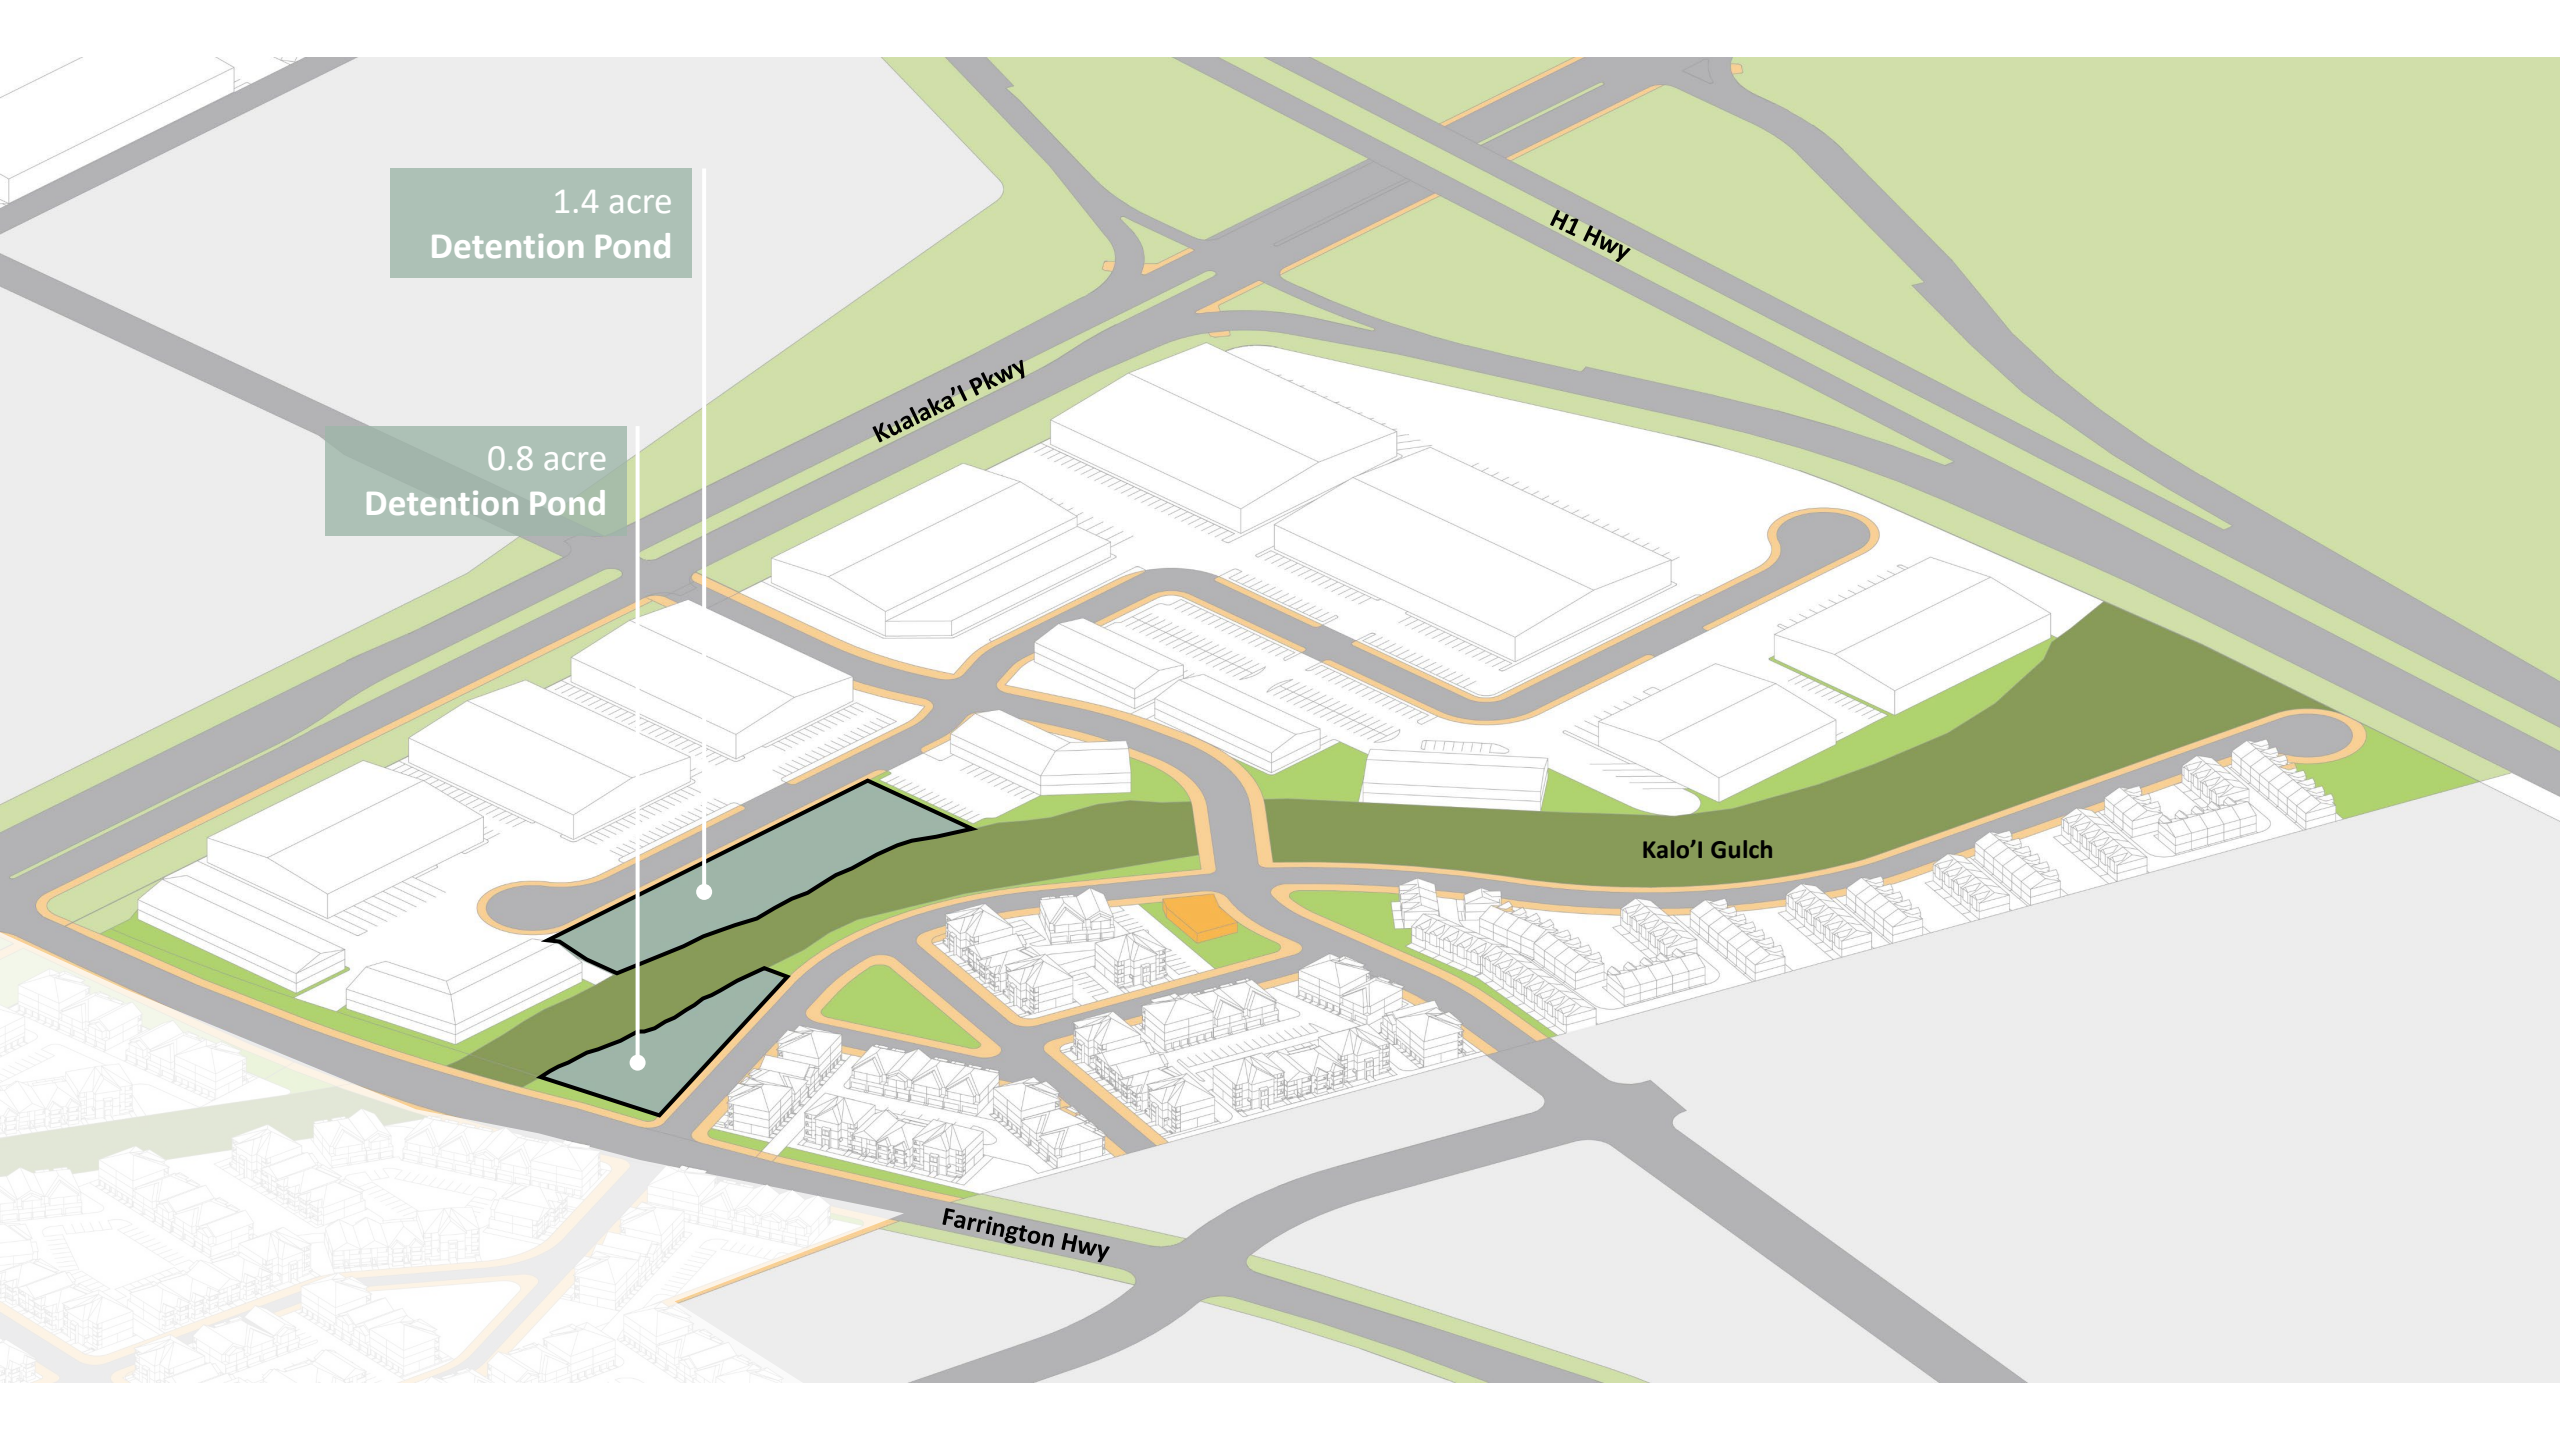 1.4 acre
Detention Pond
0.8 acre
Detention Pond
H1 Hwy
Kualaka’I Pkwy
Kalo’I Gulch
Farrington Hwy